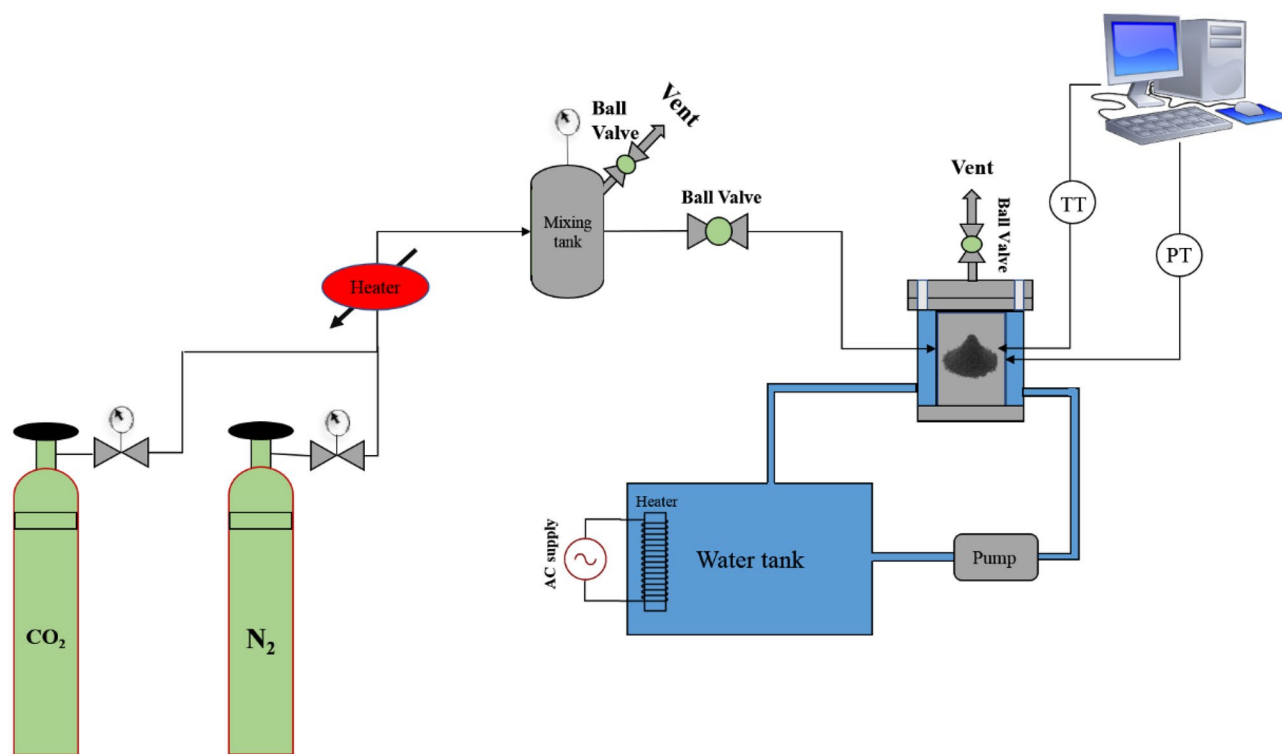 Ball
Valve
Vent
Mixing
tank
Ball Valve
Heater
Vent
Ball Valve
TT
PT
CO₂
N₂
Heater
AC supply
Water tank
Pump